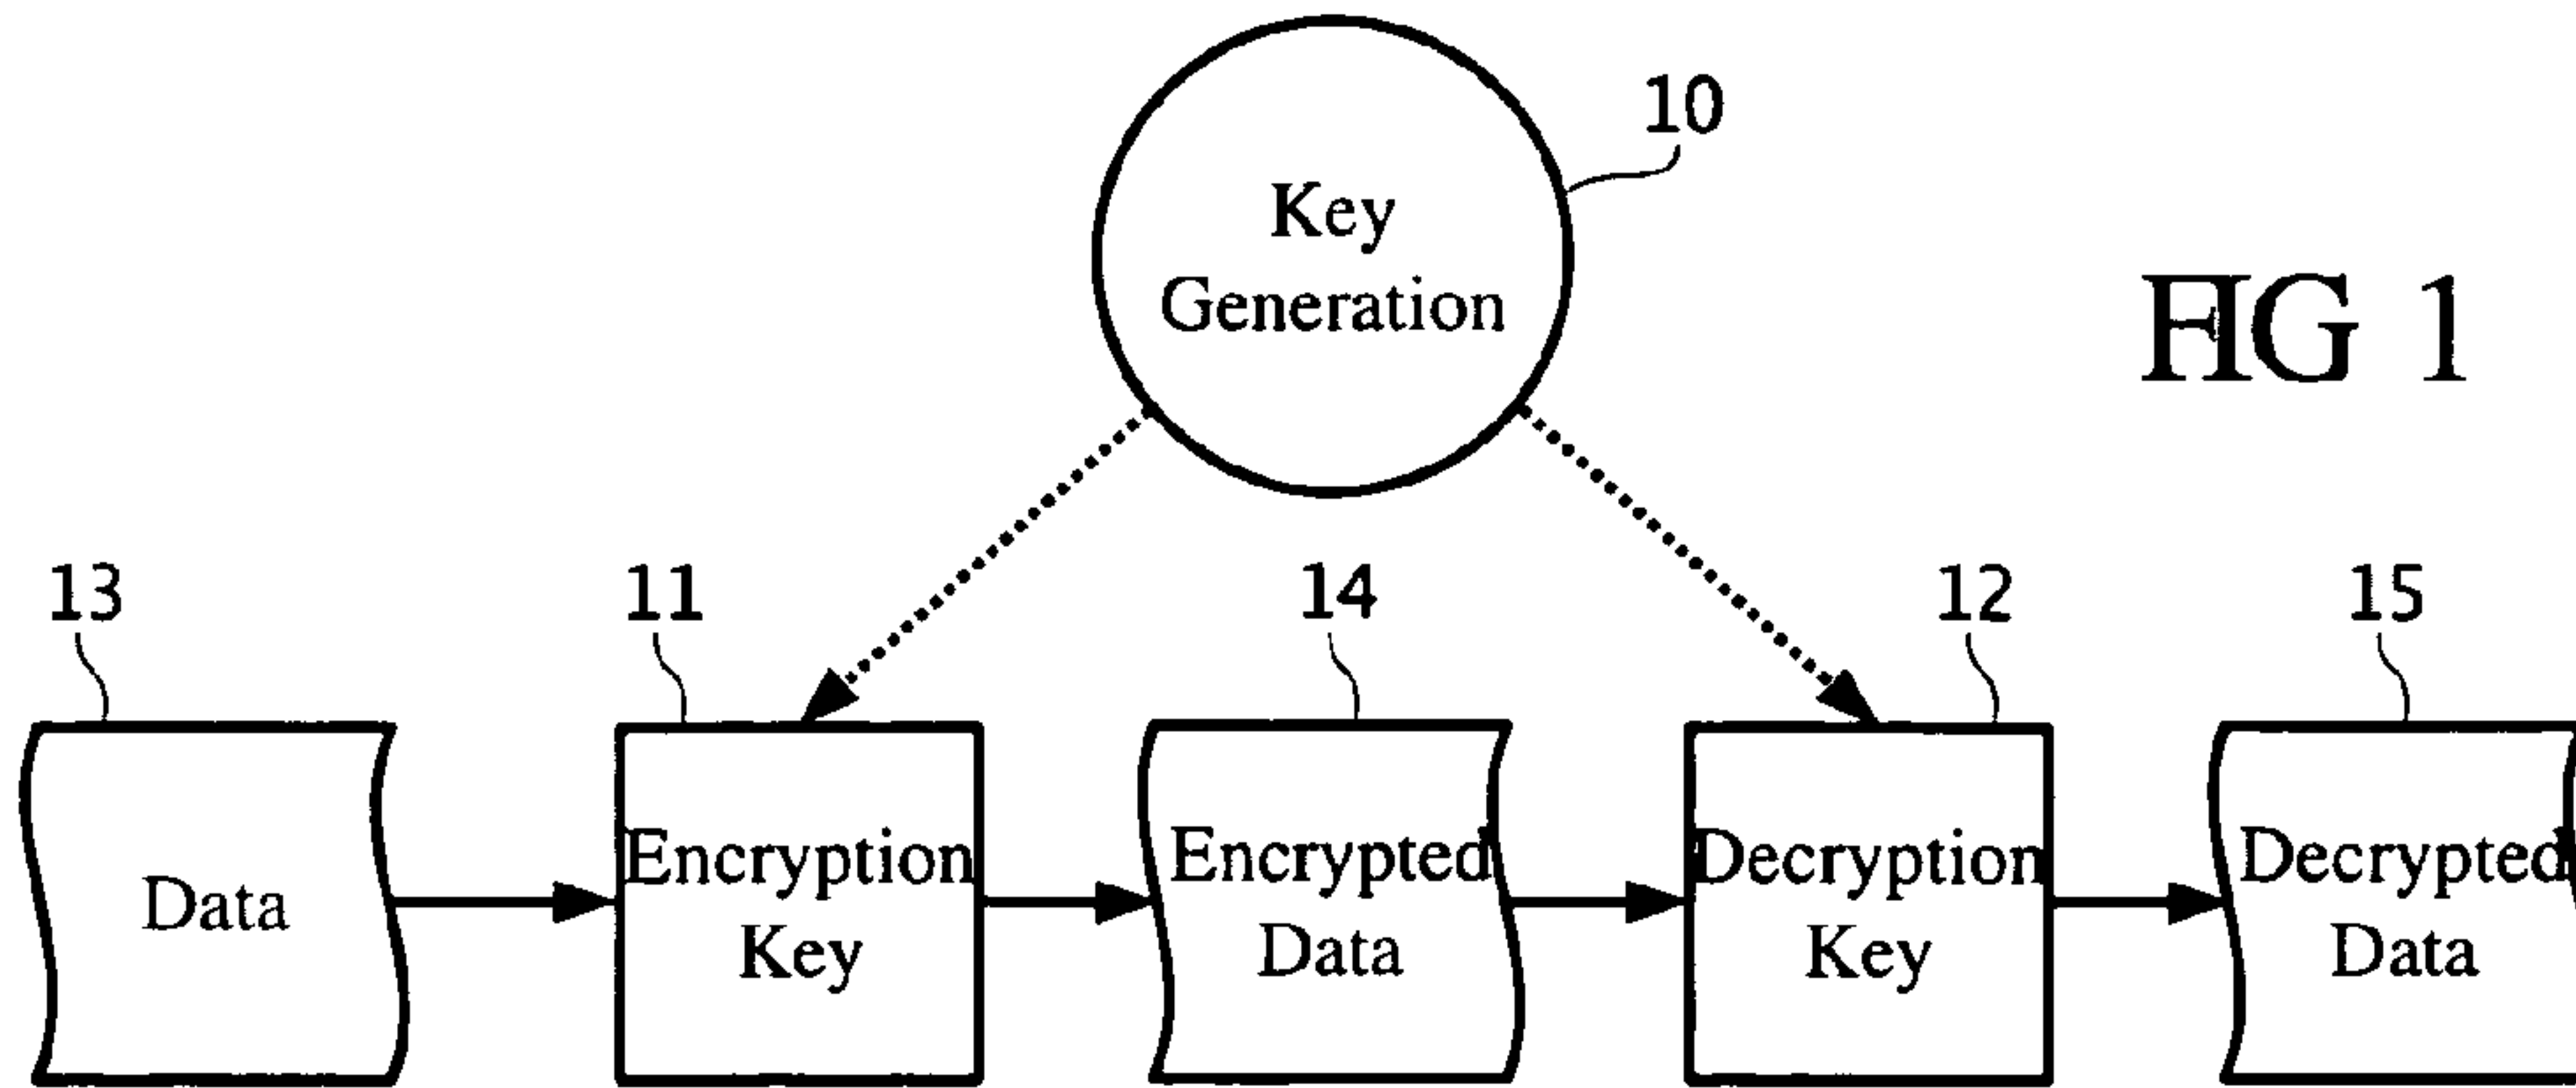 10
Key
Generation
FIG 1
13
11
14
12
15
Data
Encryption
Key
Encrypted
Data
Decryption
Key
Decrypted
Data